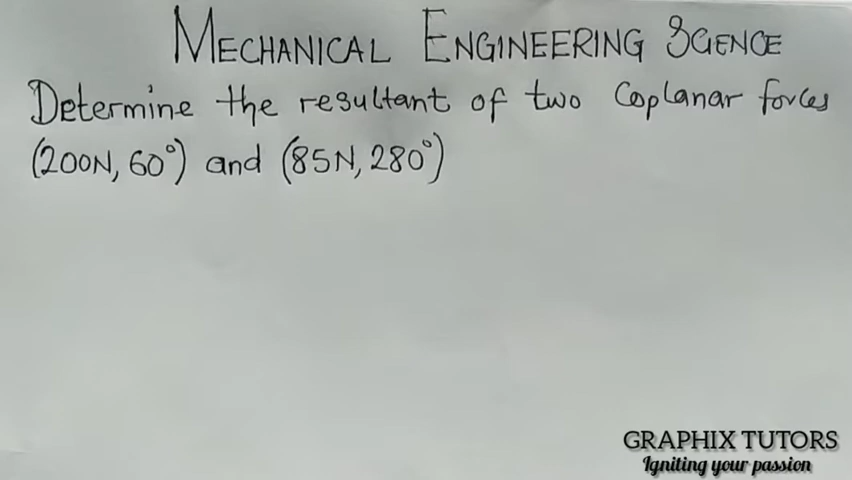 MECHANICAL ENGINEERING SCIENCE
Determine the resultant of two Coplanar forces
(200N, 60°) and (85N, 280°)
GRAPHIX TUTORS
Igniting your passion